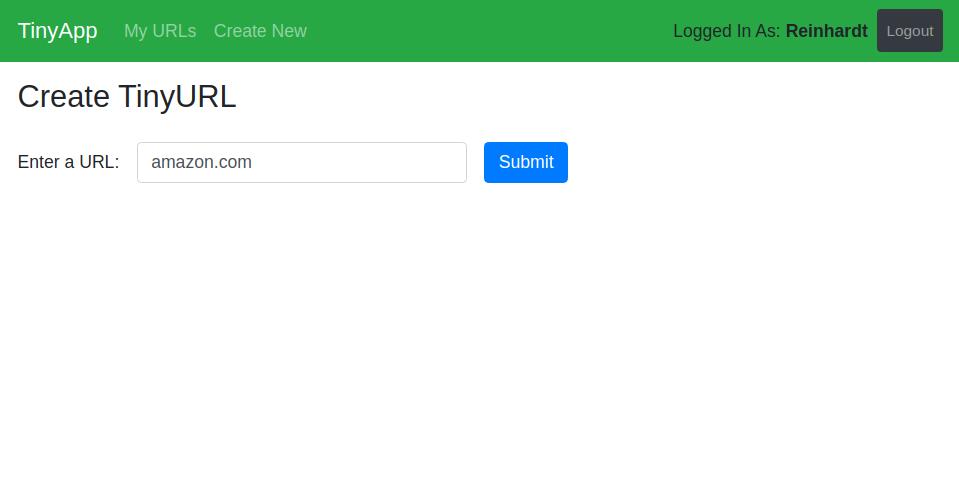 TinyApp My URLs Create New Logged In As: Reinhardt Logout
Create TinyURL
Enter a URL: amazon.com Submit